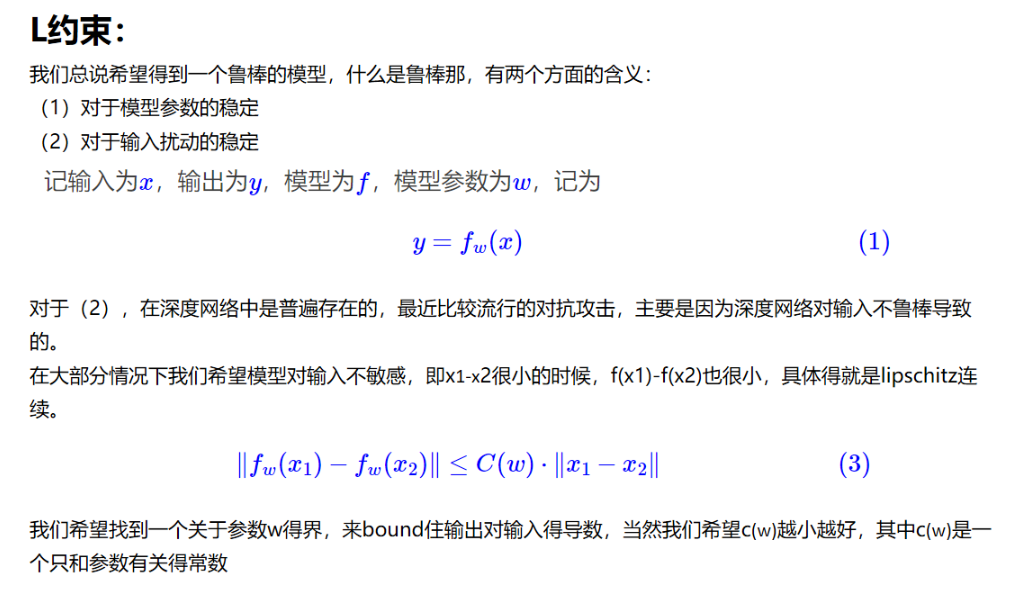 L约束：
我们总说希望得到一个鲁棒的模型，什么是鲁棒那，有两个方面的含义：
（1）对于模型参数的稳定
（2）对于输入扰动的稳定
记输入为x，输出为y，模型为f，模型参数为w，记为
y = f_w(x) (1)
对于（2），在深度网络中是普遍存在的，最近比较流行的对抗攻击，主要是因为深度网络对输入不鲁棒导致
的。
在大部分情况下我们希望模型对输入不敏感，即x1-x2很小的时候，f(x1)-f(x2)也很小，具体得就是lipschitz连
续。
‖f_w(x_1) − f_w(x_2)‖ ≤ C(w) · ‖x_1 − x_2‖ (3)
我们希望找到一个关于参数w得界，来bound住输出对输入得导数，当然我们希望c(w)越小越好，其中c(w)是一
个只和参数有关得常数